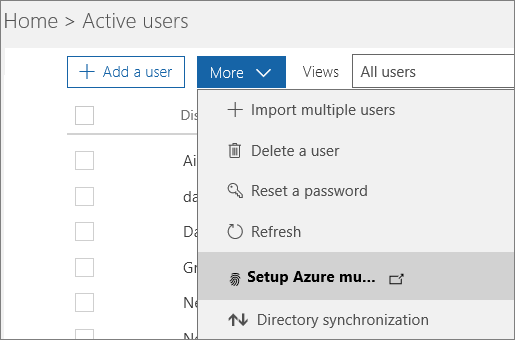 Home > Active users
+ Add a user More Views All users
Import multiple users
Dis
Delete a user
Ai
Reset a password
da
Da
Refresh
Gr
Setup Azure mu...
Ne
Directory synchronization
Ne